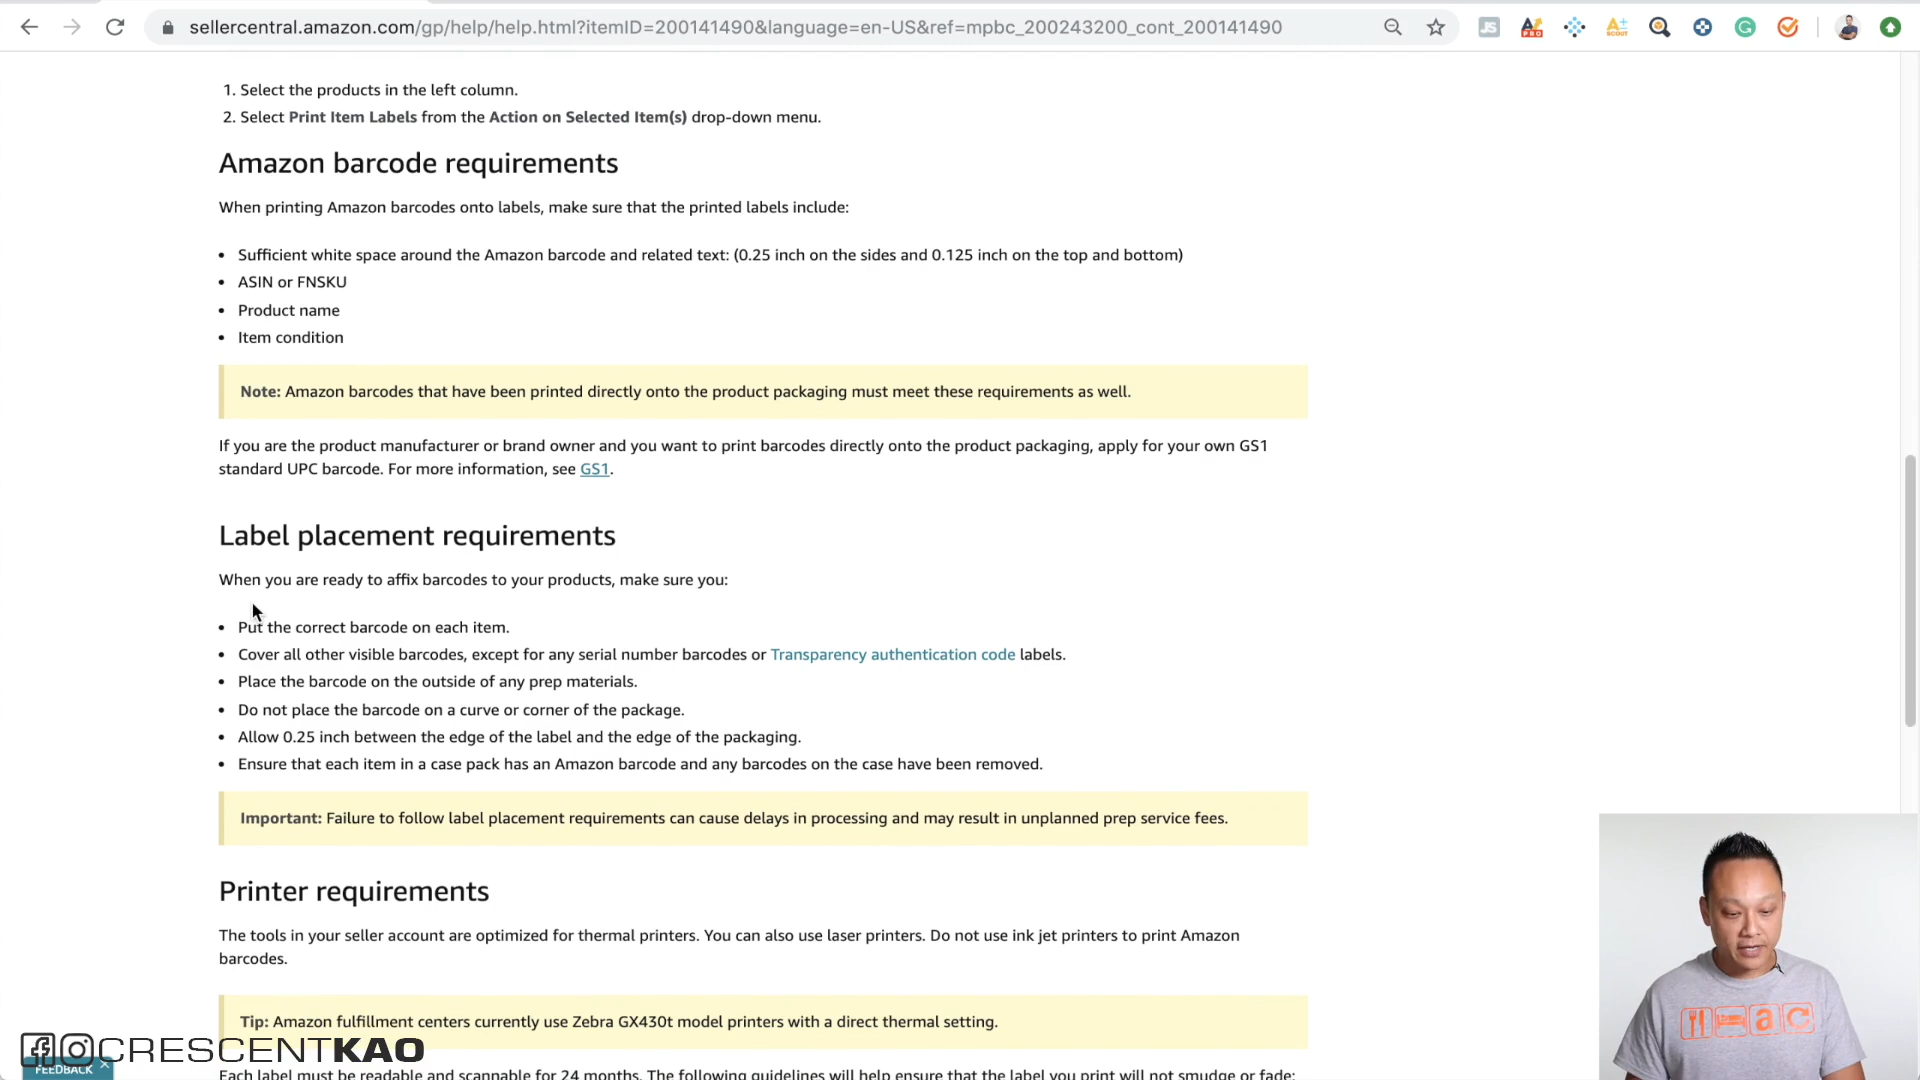 sellercentral.amazon.com/gp/help/help.html?itemID=200141490&language=en-US&ref=mpbc_200243200_cont_200141490
JS
PRO
A+
SCOUT
1. Select the products in the left column.
2. Select Print Item Labels from the Action on Selected Item(s) drop-down menu.
Amazon barcode requirements
When printing Amazon barcodes onto labels, make sure that the printed labels include:
• Sufficient white space around the Amazon barcode and related text: (0.25 inch on the sides and 0.125 inch on the top and bottom)
• ASIN or FNSKU
• Product name
• Item condition
Note: Amazon barcodes that have been printed directly onto the product packaging must meet these requirements as well.
If you are the product manufacturer or brand owner and you want to print barcodes directly onto the product packaging, apply for your own GS1
standard UPC barcode. For more information, see GS1.
Label placement requirements
When you are ready to affix barcodes to your products, make sure you:
• Put the correct barcode on each item.
• Cover all other visible barcodes, except for any serial number barcodes or Transparency authentication code labels.
• Place the barcode on the outside of any prep materials.
• Do not place the barcode on a curve or corner of the package.
• Allow 0.25 inch between the edge of the label and the edge of the packaging.
• Ensure that each item in a case pack has an Amazon barcode and any barcodes on the case have been removed.
Important: Failure to follow label placement requirements can cause delays in processing and may result in unplanned prep service fees.
Printer requirements
The tools in your seller account are optimized for thermal printers. You can also use laser printers. Do not use ink jet printers to print Amazon
barcodes.
Tip: Amazon fulfillment centers currently use Zebra GX430t model printers with a direct thermal setting.
CRESCENTKAO
FEEDBACK
Each label must be readable and scannable for 24 months. The following guidelines will help ensure that the label you print will not smudge or fade: